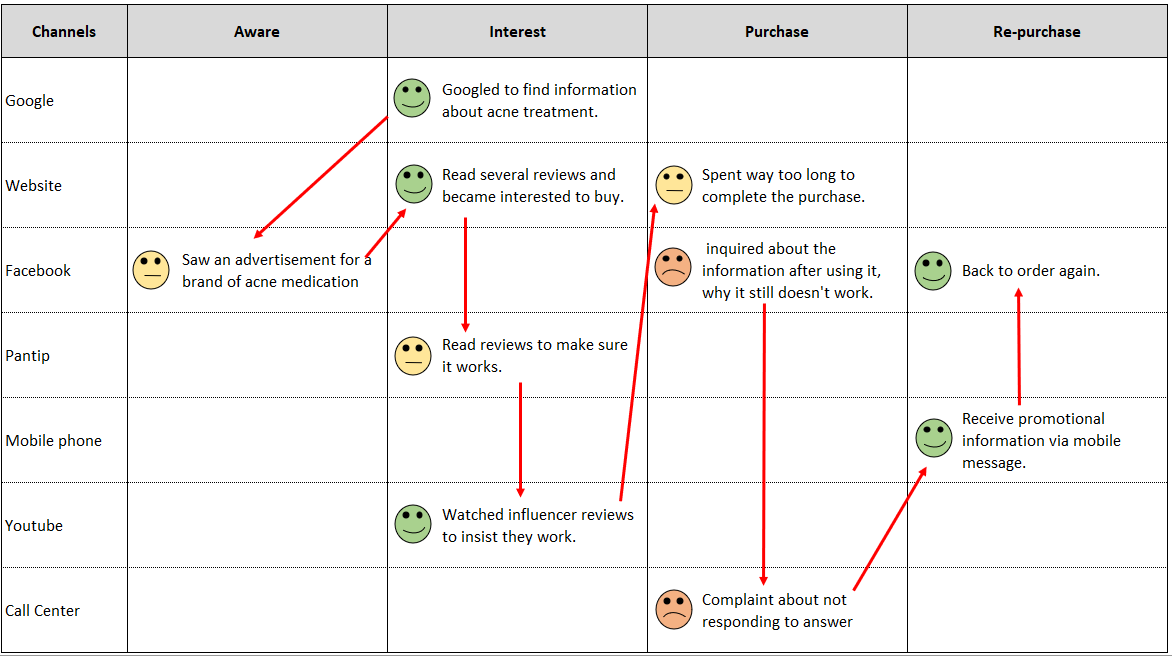 Channels
Aware
Interest
Purchase
Re-purchase
Google
Googled to find information
about acne treatment.
Website
Read several reviews and
became interested to buy.
Spent way too long to
complete the purchase.
Facebook
Saw an advertisement for a
brand of acne medication
inquired about the
information after using it,
why it still doesn't work.
Back to order again.
Pantip
Read reviews to make sure
it works.
Mobile phone
Receive promotional
information via mobile
message.
Youtube
Watched influencer reviews
to insist they work.
Call Center
Complaint about not
responding to answer